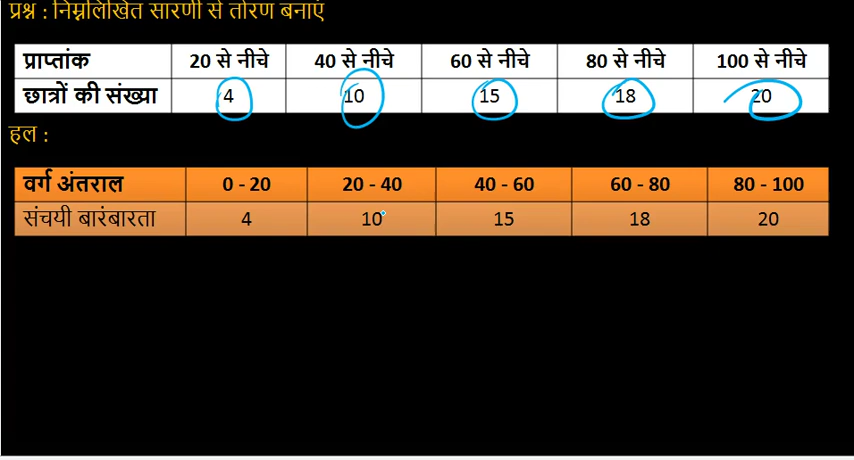 प्रश्न : निम्नलिखित सारणी से तोरण बनाएं
प्राप्तांक 20 से नीचे 40 से नीचे 60 से नीचे 80 से नीचे 100 से नीचे
छात्रों की संख्या 4 10 15 18 20
हल :
वर्ग अंतराल 0 - 20 20 - 40 40 - 60 60 - 80 80 - 100
संचयी बारंबारता 4 10 15 18 20